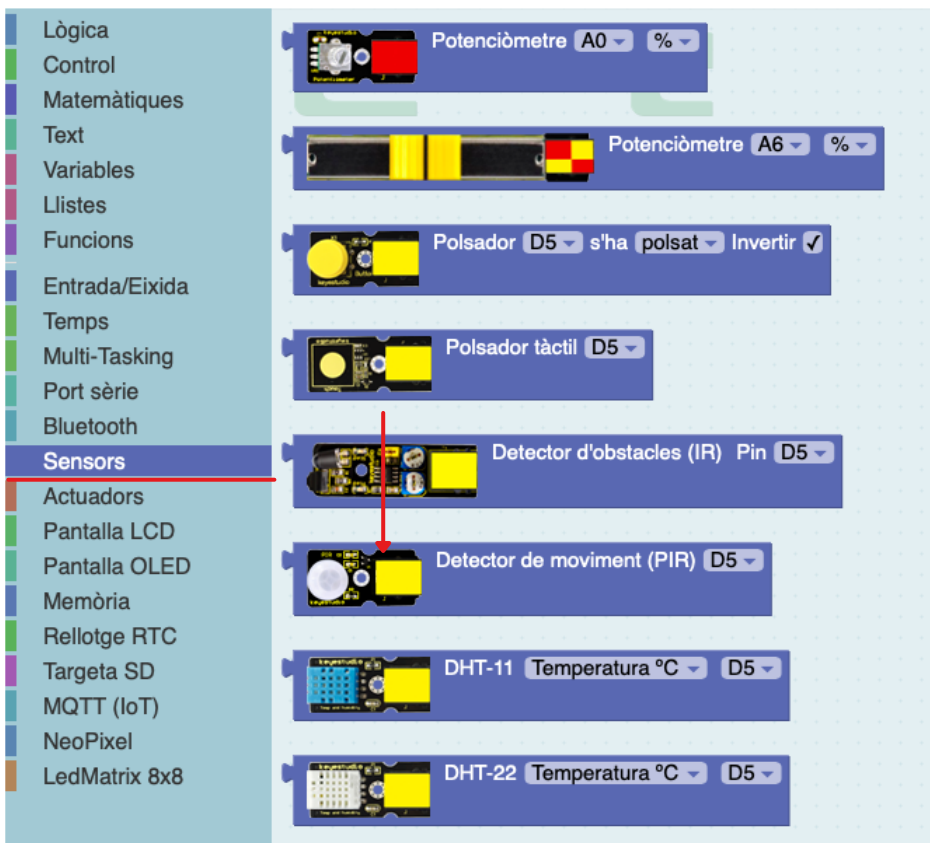 Lògica
Control
Matemàtiques
Text
Variables
Llistes
Funcions
Entrada/Eixida
Temps
Multi-Tasking
Port sèrie
Bluetooth
Sensors
Actuadors
Pantalla LCD
Pantalla OLED
Memòria
Rellotge RTC
Targeta SD
MQTT (IoT)
NeoPixel
LedMatrix 8x8
Potenciòmetre A0 %
Potenciòmetre A6 %
Polsador D5 s'ha polsat Invertir ✓
Polsador tàctil D5
Detector d'obstacles (IR) Pin D5
Detector de moviment (PIR) D5
DHT-11 Temperatura ºC D5
DHT-22 Temperatura ºC D5